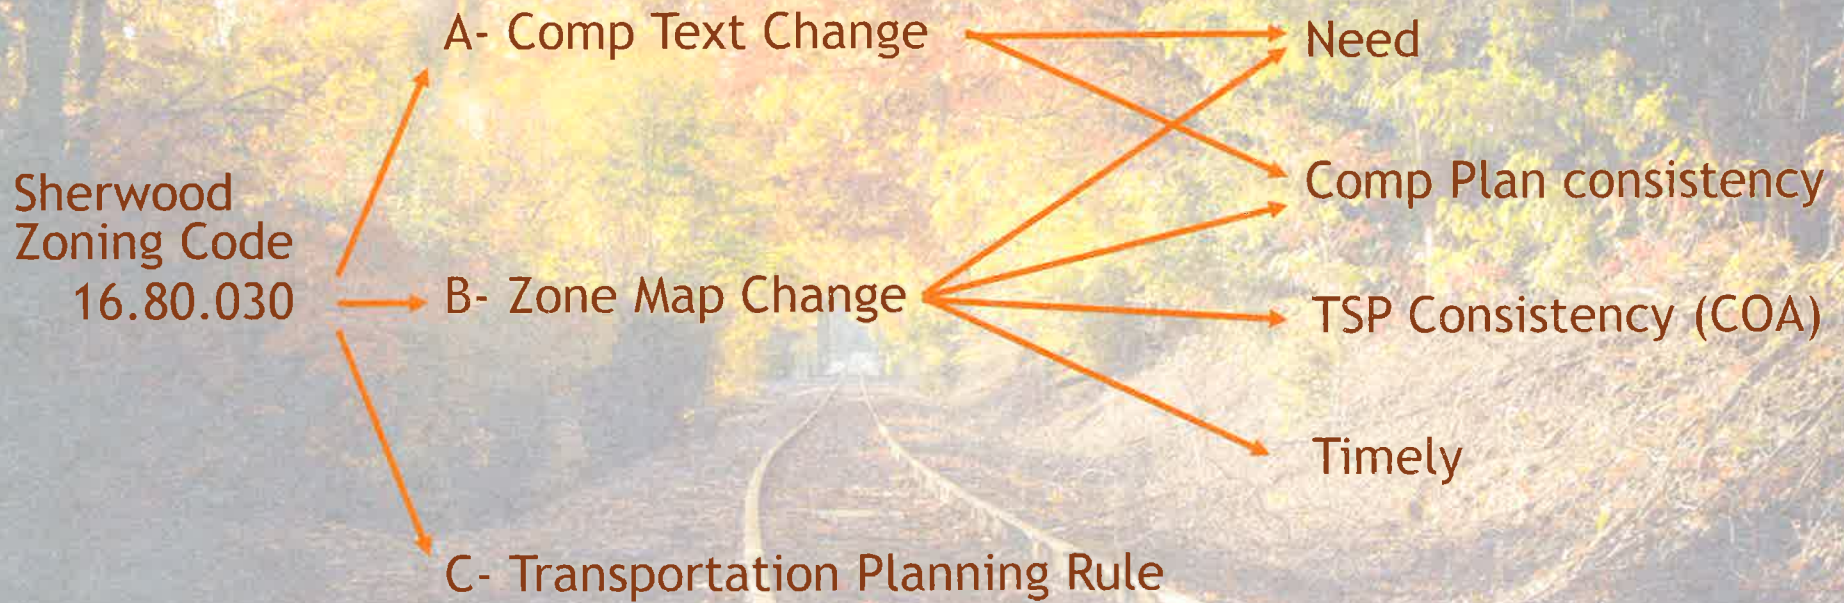 A- Comp Text Change
Need
Sherwood
Zoning Code
16.80.030
Comp Plan consistency
B- Zone Map Change
TSP Consistency (COA)
Timely
C- Transportation Planning Rule